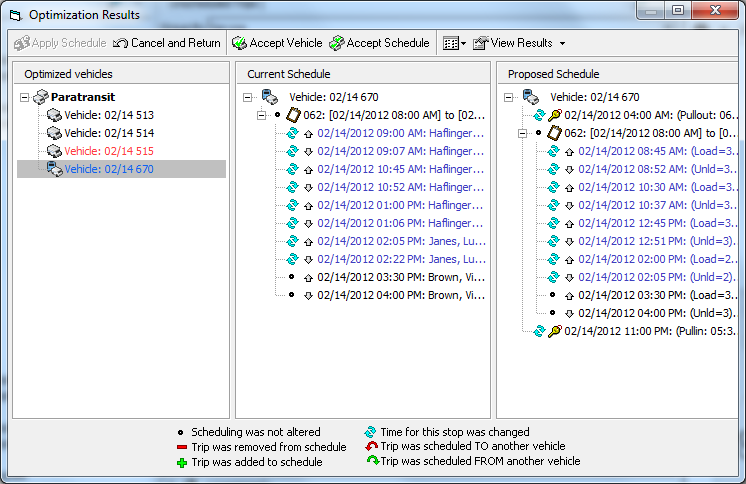 Optimization Results
Apply Schedule Cancel and Return Accept Vehicle Accept Schedule View Results
Optimized vehicles
Paratransit
Vehicle: 02/14 513
Vehicle: 02/14 514
Vehicle: 02/14 515
Vehicle: 02/14 670
Current Schedule
Vehicle: 02/14 670
062: [02/14/2012 08:00 AM] to [02...
02/14/2012 09:00 AM: Haflinger...
02/14/2012 09:07 AM: Haflinger...
02/14/2012 10:45 AM: Haflinger...
02/14/2012 10:52 AM: Haflinger...
02/14/2012 01:00 PM: Haflinger...
02/14/2012 01:06 PM: Haflinger...
02/14/2012 02:05 PM: Janes, Lu...
02/14/2012 02:22 PM: Janes, Lu...
02/14/2012 03:30 PM: Brown, Vi...
02/14/2012 04:00 PM: Brown, Vi...
Proposed Schedule
Vehicle: 02/14 670
02/14/2012 04:00 AM: (Pullout: 06...
062: [02/14/2012 08:00 AM] to [0...
02/14/2012 08:45 AM: (Load=3...
02/14/2012 08:52 AM: (Unld=3...
02/14/2012 10:30 AM: (Load=3...
02/14/2012 10:37 AM: (Unld=3...
02/14/2012 12:45 PM: (Load=3...
02/14/2012 12:51 PM: (Unld=3)...
02/14/2012 02:00 PM: (Load=2...
02/14/2012 02:05 PM: (Unld=2)...
02/14/2012 03:30 PM: (Load=3...
02/14/2012 04:00 PM: (Unld=3)...
02/14/2012 11:00 PM: (Pullin: 05:3...
Scheduling was not altered
Trip was removed from schedule
Trip was added to schedule
Time for this stop was changed
Trip was scheduled TO another vehicle
Trip was scheduled FROM another vehicle